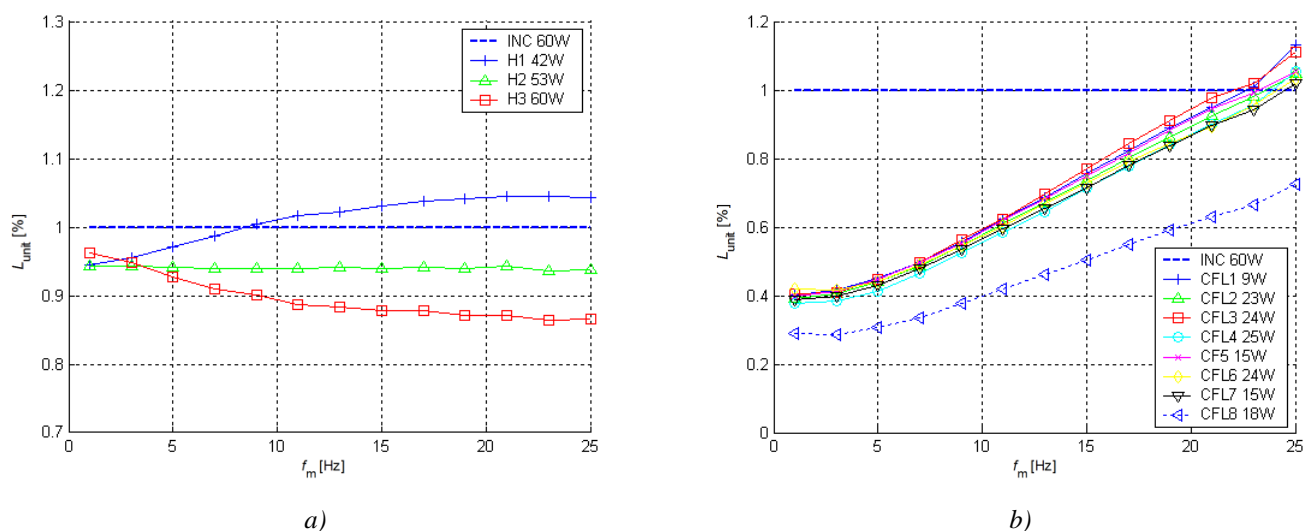 1.3
1.2
1.1
1
0.9
0.8
0.7
L_unit [%]
0 5 10 15 20 25
f_m [Hz]
INC 60W
H1 42W
H2 53W
H3 60W
a)
1.2
1
0.8
0.6
0.4
0.2
0
L_unit [%]
0 5 10 15 20 25
f_m [Hz]
INC 60W
CFL1 9W
CFL2 23W
CFL3 24W
CFL4 25W
CF5 15W
CFL6 24W
CFL7 15W
CFL8 18W
b)